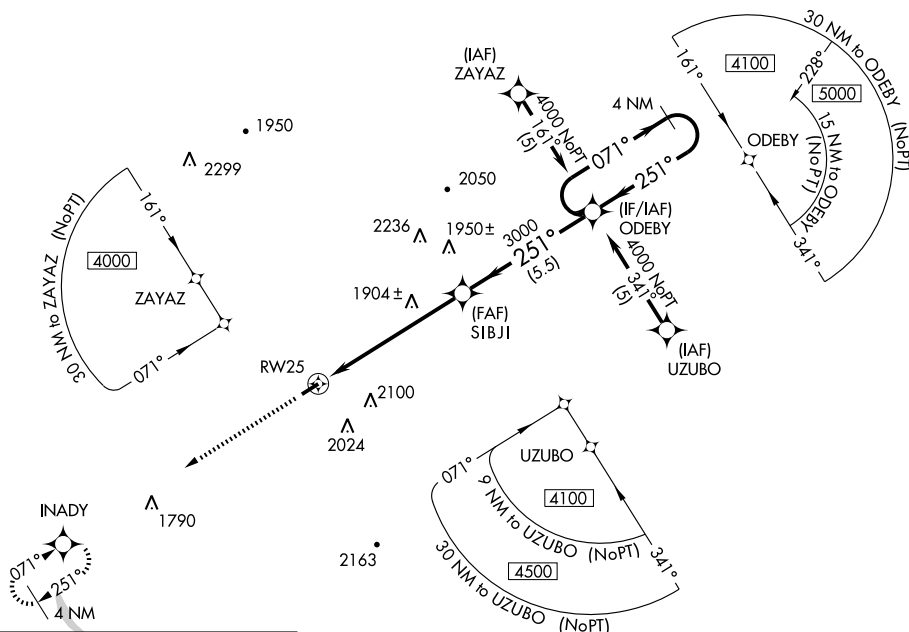 (IAF)
ZAYAZ
4000 NoPT
161°
(5)
4 NM
071°
251°
(IF/IAF)
ODEBY
3000
251°
(5.5)
4000 NoPT
341°
(5)
(IAF)
UZUBO
(FAF)
SIBJI
RW25
1950
2299
2050
2236
1950±
1904±
2100
2024
1790
2163
30 NM to ODEBY (NoPT)
161°
4100
228°
5000
ODEBY
15 NM to ODEBY
(NoPT)
341°
30 NM to ZAYAZ (NoPT)
161°
4000
ZAYAZ
071°
071°
UZUBO
4100
9 NM to UZUBO (NoPT)
4500
341°
30 NM to UZUBO (NoPT)
INADY
071°
251°
4 NM